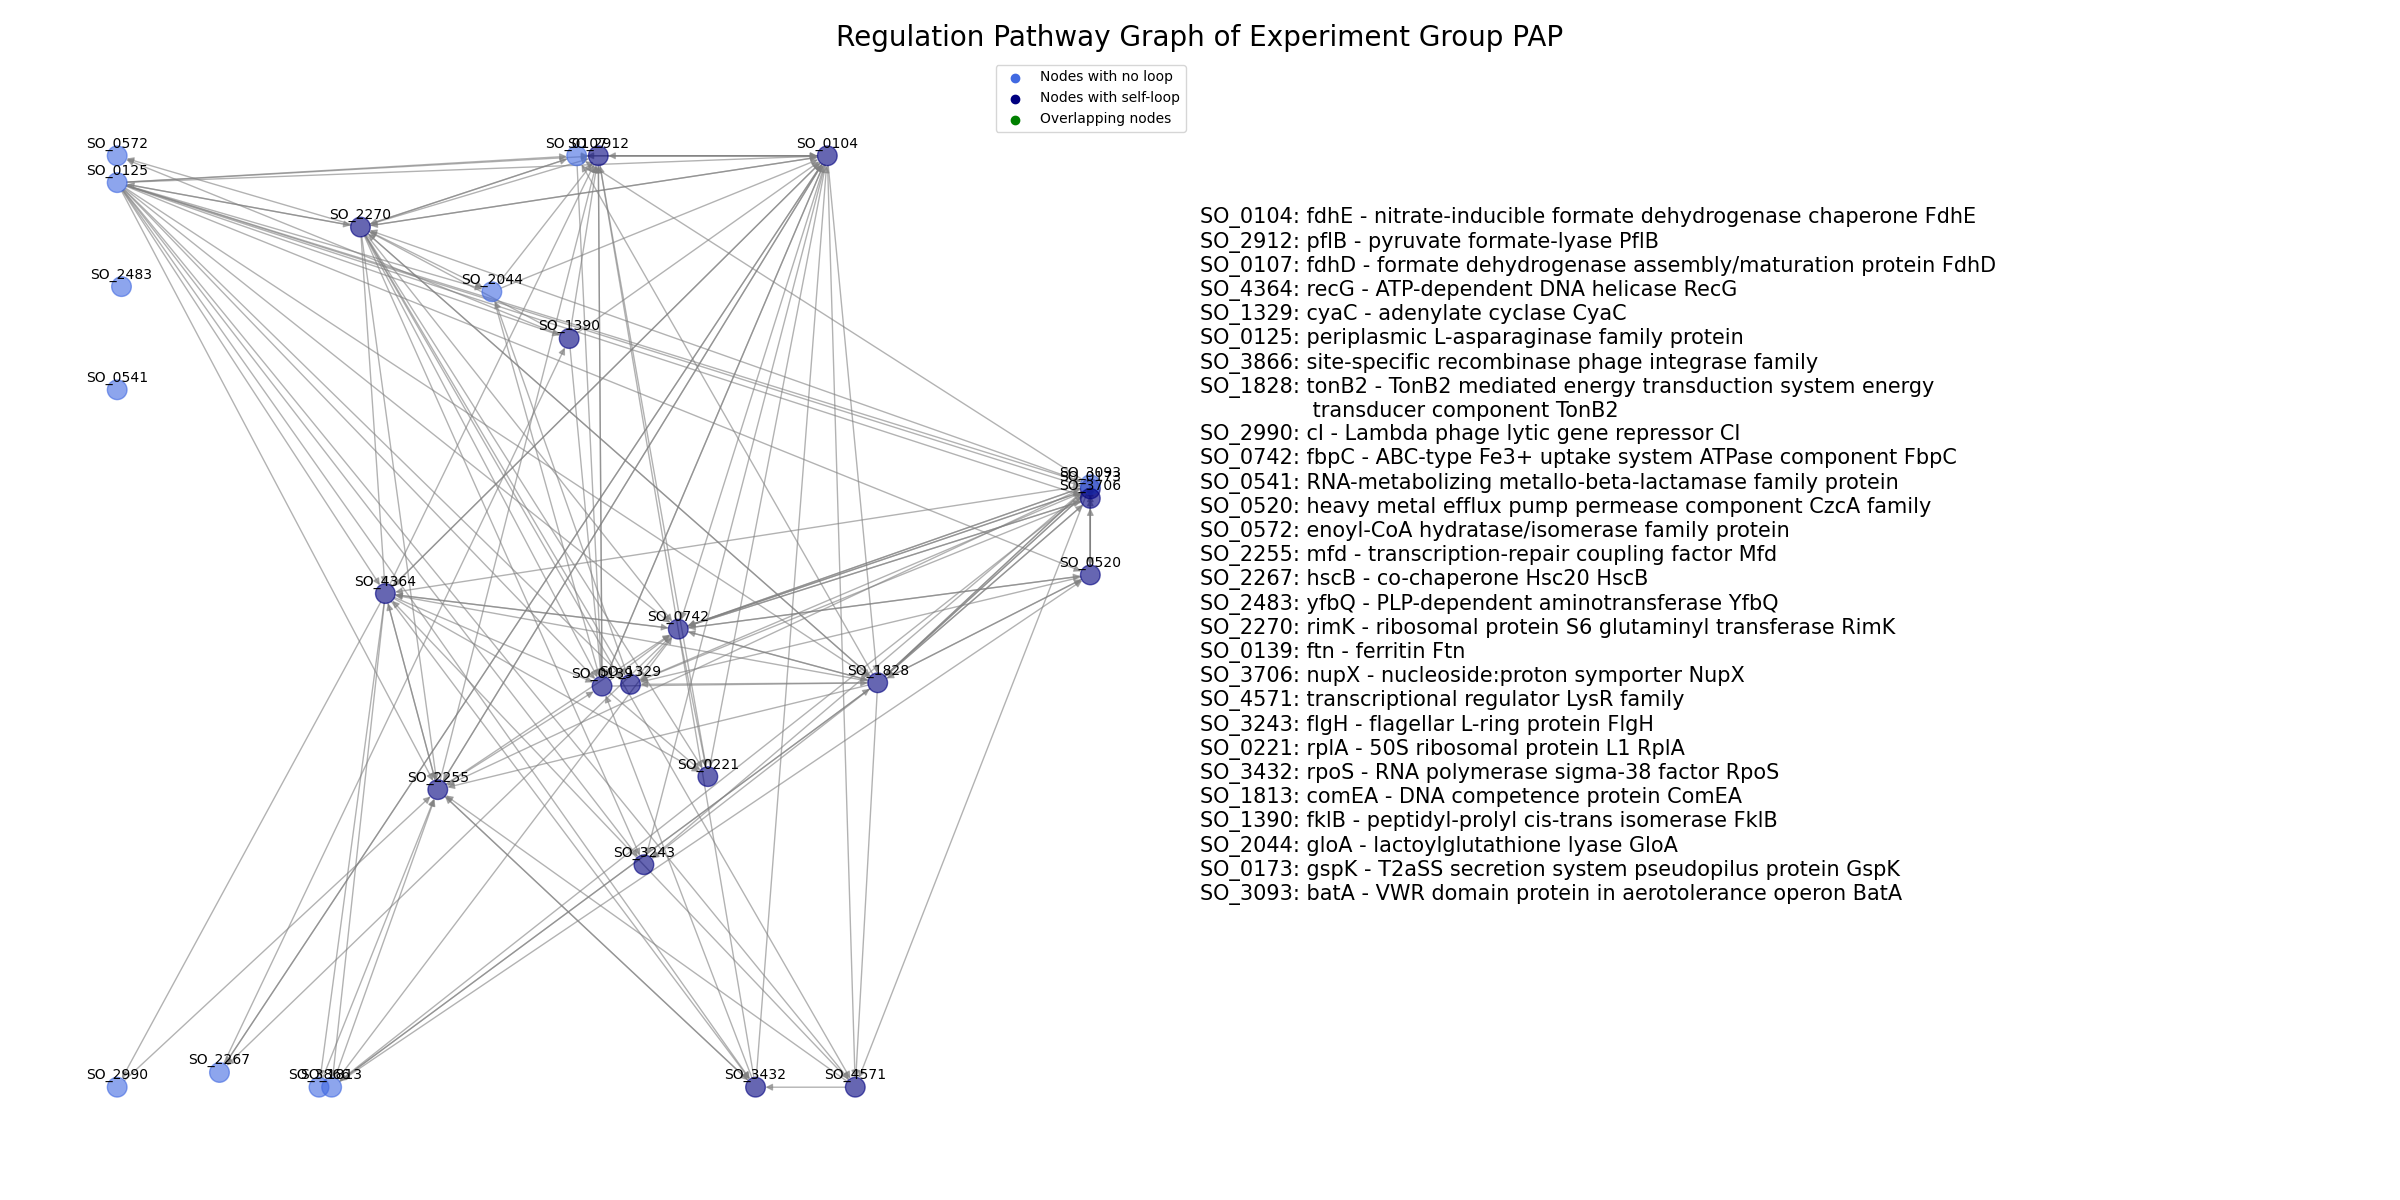 Regulation Pathway Graph of Experiment Group PAP
Nodes with no loop
Nodes with self-loop
Overlapping nodes
SO_0572
SO_0107
SO_2912
SO_0104
SO_0125
SO_2270
SO_2483
SO_2044
SO_1390
SO_0541
SO_3093
SO_0173
SO_3706
SO_0520
SO_4364
SO_0742
SO_0139
SO_1329
SO_1828
SO_2255
SO_0221
SO_3243
SO_2990
SO_2267
SO_3866
SO_1813
SO_3432
SO_4571
SO_0104: fdhE - nitrate-inducible formate dehydrogenase chaperone FdhE
SO_2912: pflB - pyruvate formate-lyase PflB
SO_0107: fdhD - formate dehydrogenase assembly/maturation protein FdhD
SO_4364: recG - ATP-dependent DNA helicase RecG
SO_1329: cyaC - adenylate cyclase CyaC
SO_0125: periplasmic L-asparaginase family protein
SO_3866: site-specific recombinase phage integrase family
SO_1828: tonB2 - TonB2 mediated energy transduction system energy
transducer component TonB2
SO_2990: cI - Lambda phage lytic gene repressor CI
SO_0742: fbpC - ABC-type Fe3+ uptake system ATPase component FbpC
SO_0541: RNA-metabolizing metallo-beta-lactamase family protein
SO_0520: heavy metal efflux pump permease component CzcA family
SO_0572: enoyl-CoA hydratase/isomerase family protein
SO_2255: mfd - transcription-repair coupling factor Mfd
SO_2267: hscB - co-chaperone Hsc20 HscB
SO_2483: yfbQ - PLP-dependent aminotransferase YfbQ
SO_2270: rimK - ribosomal protein S6 glutaminyl transferase RimK
SO_0139: ftn - ferritin Ftn
SO_3706: nupX - nucleoside:proton symporter NupX
SO_4571: transcriptional regulator LysR family
SO_3243: flgH - flagellar L-ring protein FlgH
SO_0221: rplA - 50S ribosomal protein L1 RplA
SO_3432: rpoS - RNA polymerase sigma-38 factor RpoS
SO_1813: comEA - DNA competence protein ComEA
SO_1390: fklB - peptidyl-prolyl cis-trans isomerase FklB
SO_2044: gloA - lactoylglutathione lyase GloA
SO_0173: gspK - T2aSS secretion system pseudopilus protein GspK
SO_3093: batA - VWR domain protein in aerotolerance operon BatA